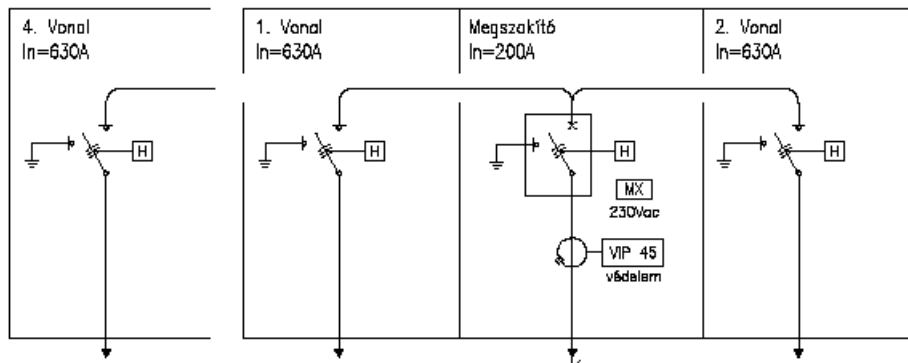 4. Vonal
In=630A
1. Vonal
In=630A
Megszakító
In=200A
2. Vonal
In=630A
H
H
H
H
MX
230Vac
VIP 45
védelem